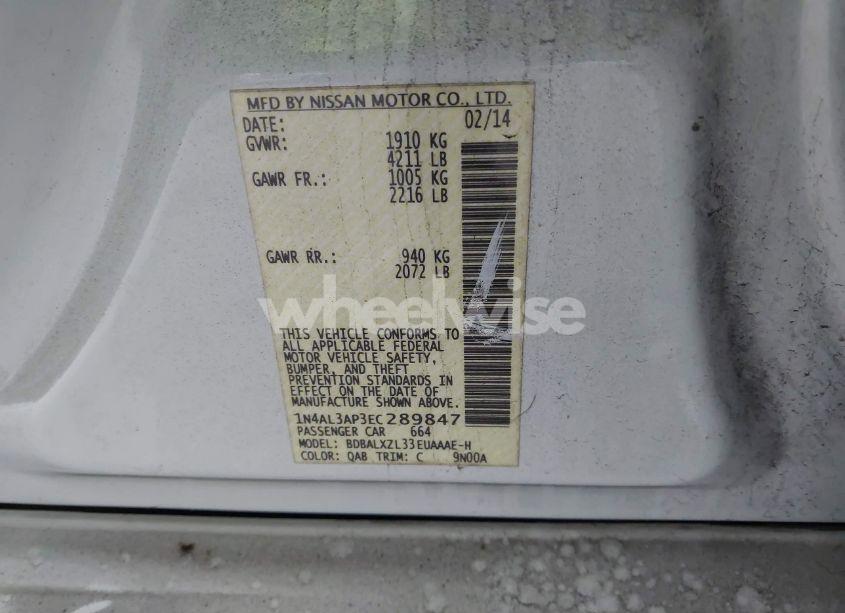 MFD BY NISSAN MOTOR CO., LTD.
DATE: 02/14
GVWR: 1910 KG
4211 LB
GAWR FR.: 1005 KG
2216 LB
GAWR RR.: 940 KG
2072 LB
wheelwise
THIS VEHICLE CONFORMS TO
ALL APPLICABLE FEDERAL
MOTOR VEHICLE SAFETY,
BUMPER, AND THEFT
PREVENTION STANDARDS IN
EFFECT ON THE DATE OF
MANUFACTURE SHOWN ABOVE.
1N4AL3AP3EC289847
PASSENGER CAR 664
MODEL: BDBALXZL33EUAAAE-H
COLOR: QAB TRIM: C 9N00A